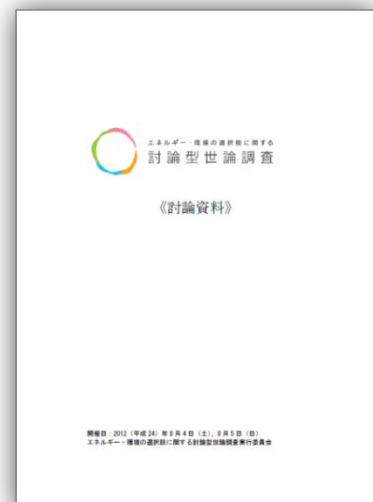 エネルギー・環境の選択肢に関する
討論型世論調査
《討論資料》
開催日：2012（平成24）年8月4日（土）、8月5日（日）
エネルギー・環境の選択肢に関する討論型世論調査実行委員会